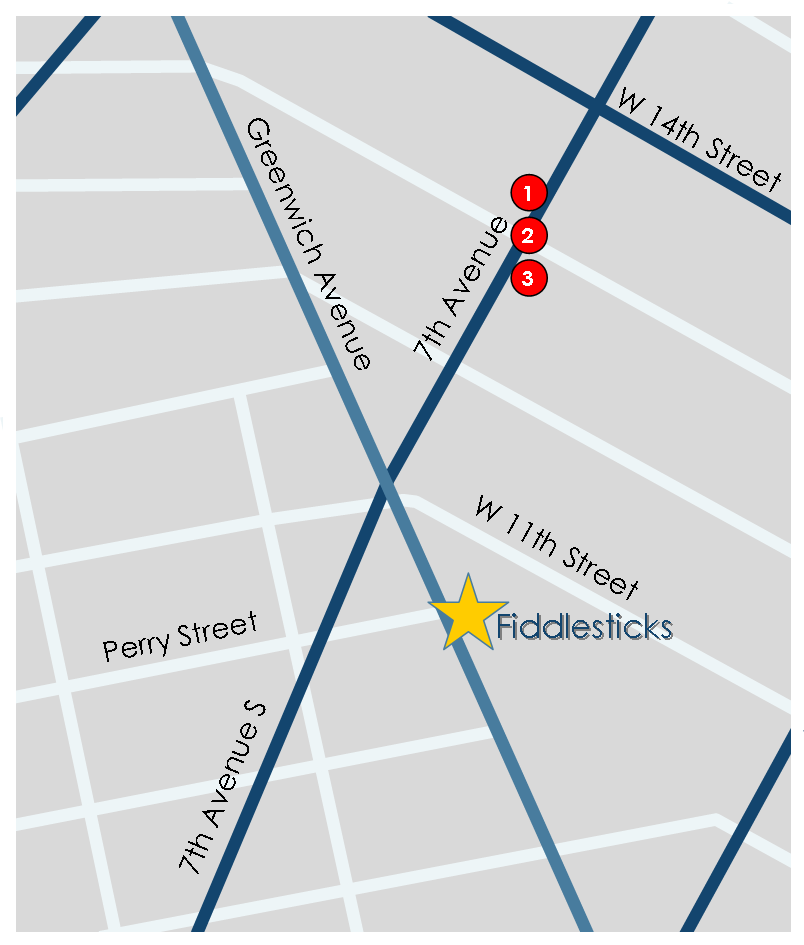 W 14th Street
Greenwich Avenue
1
7th Avenue
2
3
W 11th Street
Perry Street
Fiddlesticks
7th Avenue S